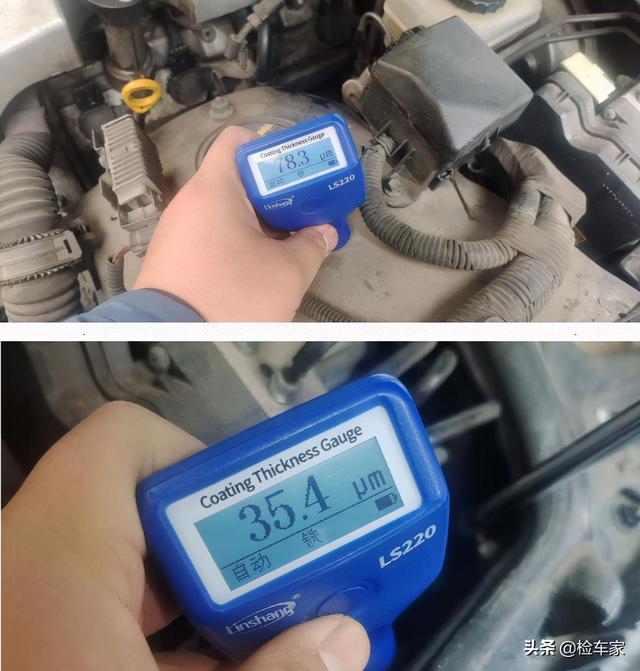 Coating Thickness Gauge
78.3 μm
自动 铁
LS220
Linshang
Coating Thickness Gauge
35.4 μm
自动 铁
LS220
Linshang®
头条 @检车家